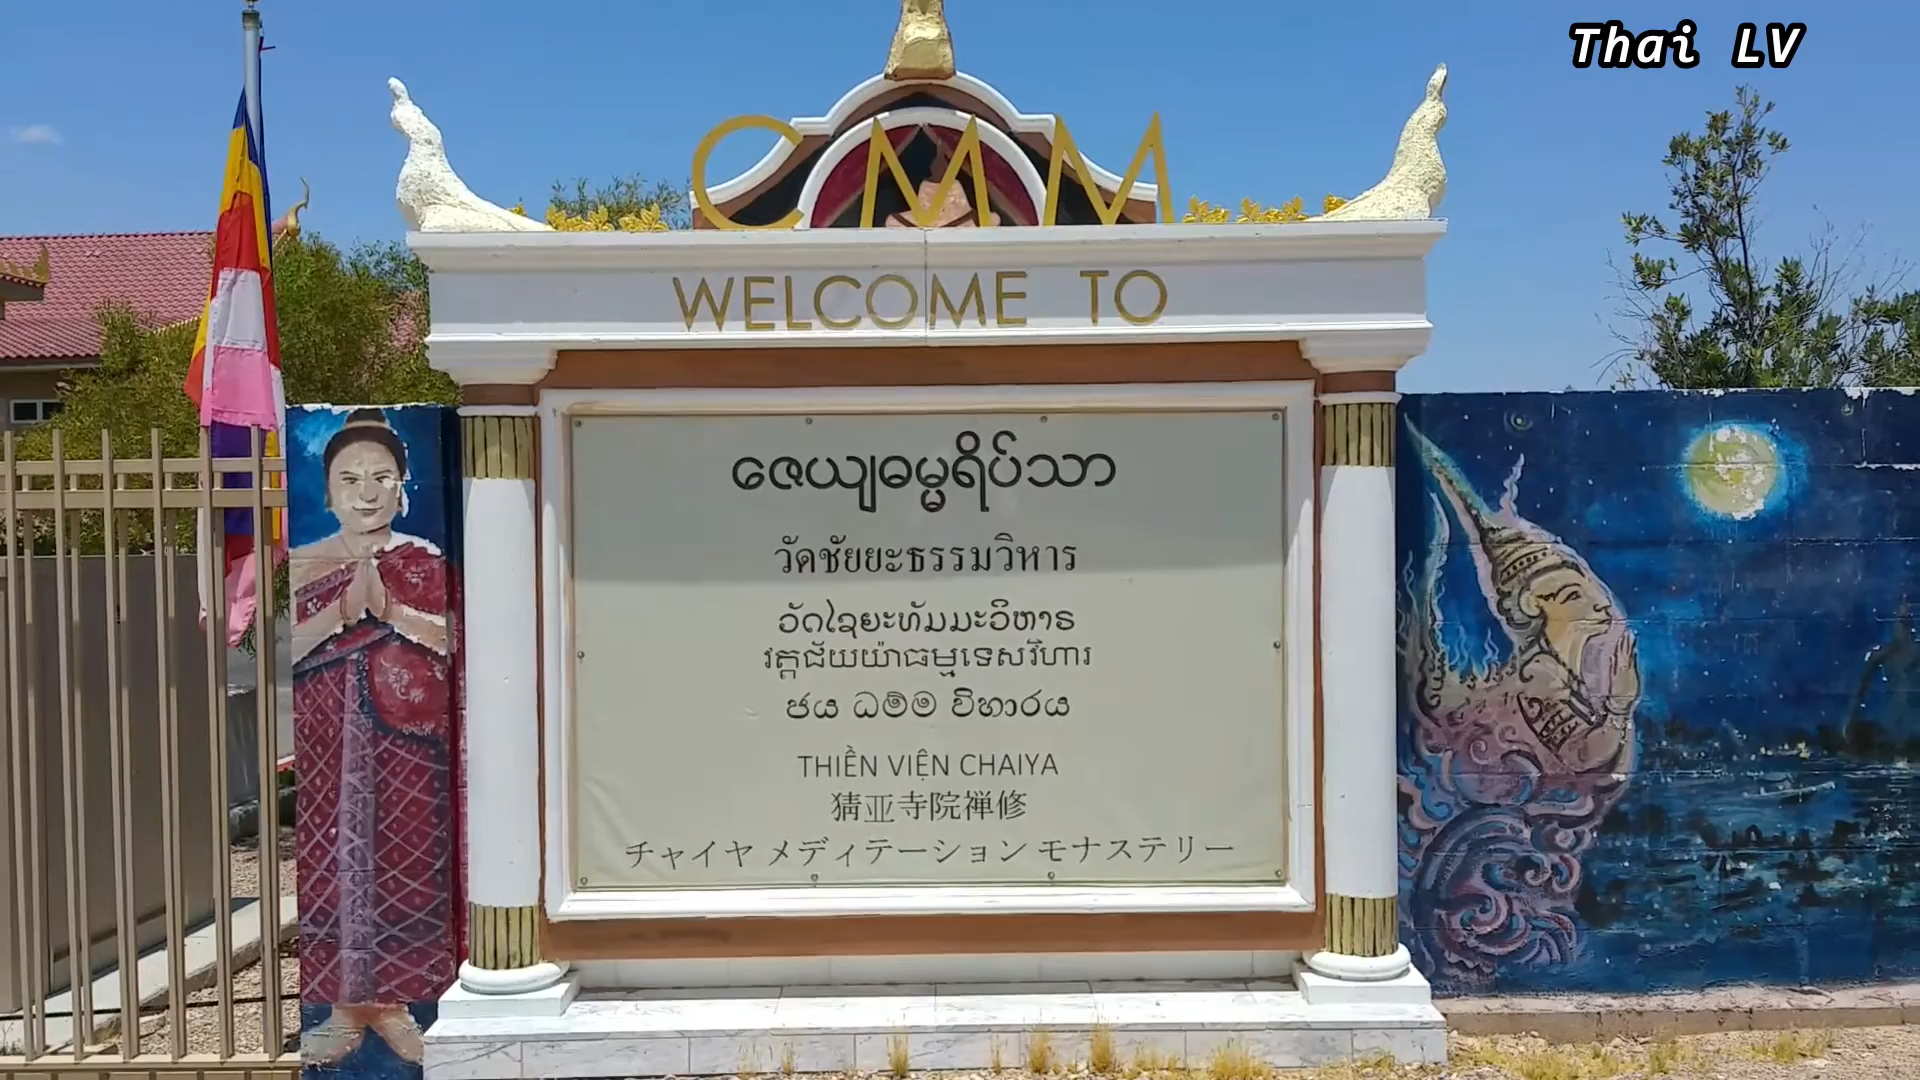 Thai LV
CMM
WELCOME TO
ဇေယျဓမ္မရိပ်သာ
วัดชัยยะธรรมวิหาร
ວັດໄຊຍະທັມມະວິຫາຣ
វត្តជ័យយ៉ាធម្មទេសវិហារ
ජය ධම්ම විහාරය
THIỀN VIỆN CHAIYA
猜亚寺院禅修
チャイヤ メディテーション モナステリー